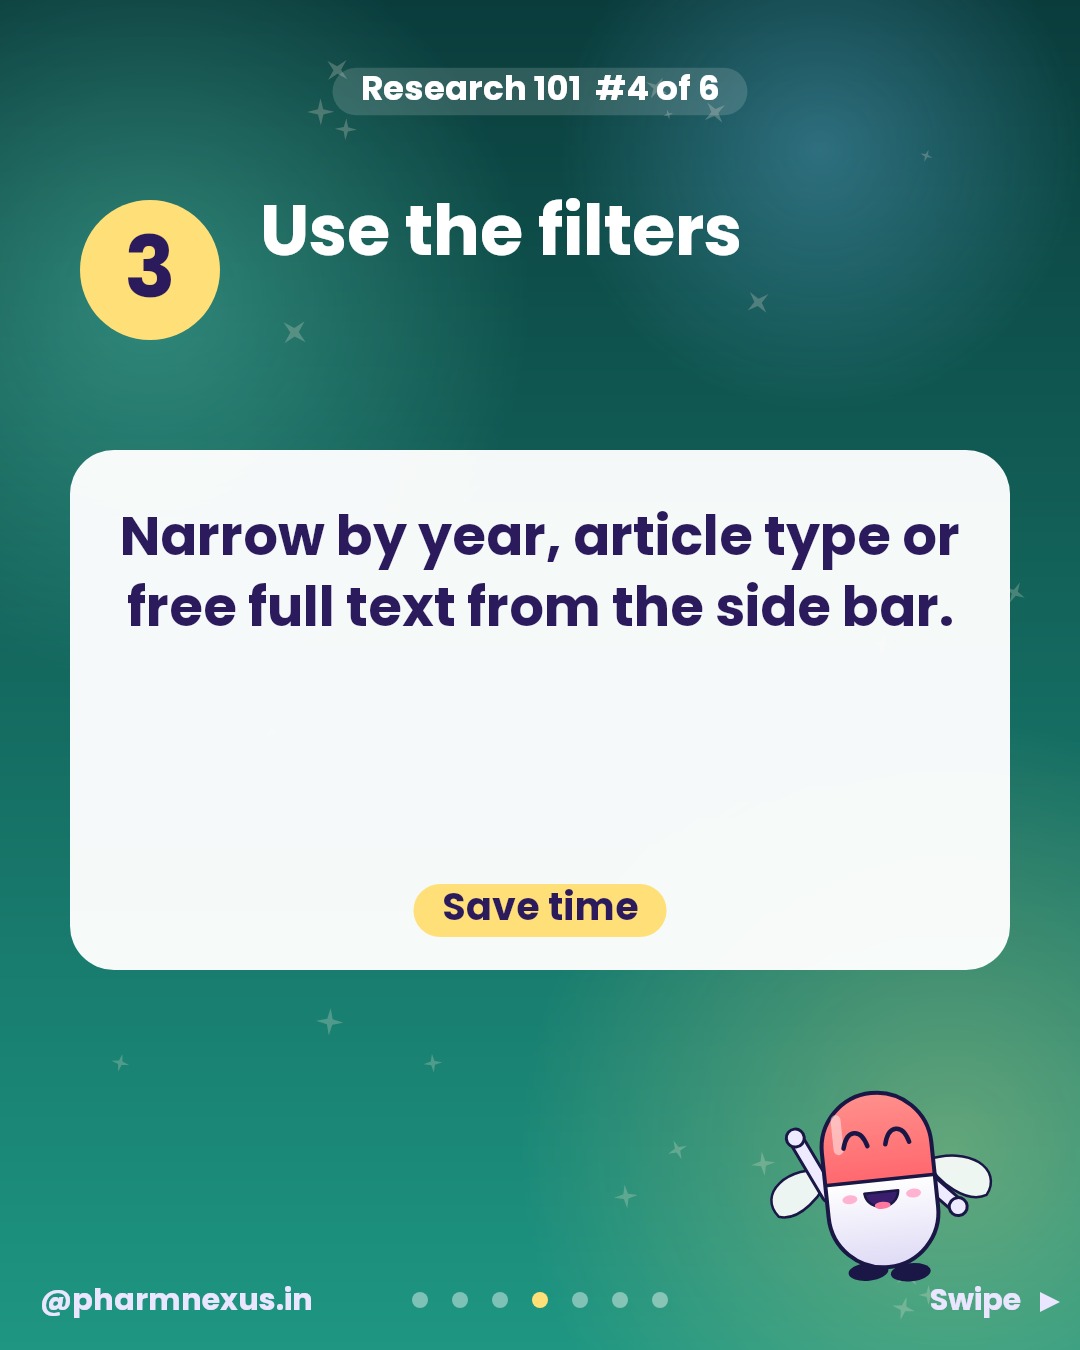 Research 101 #4 of 6
3
Use the filters
Narrow by year, article type or
free full text from the side bar.
Save time
@pharmnexus.in
Swipe ▶